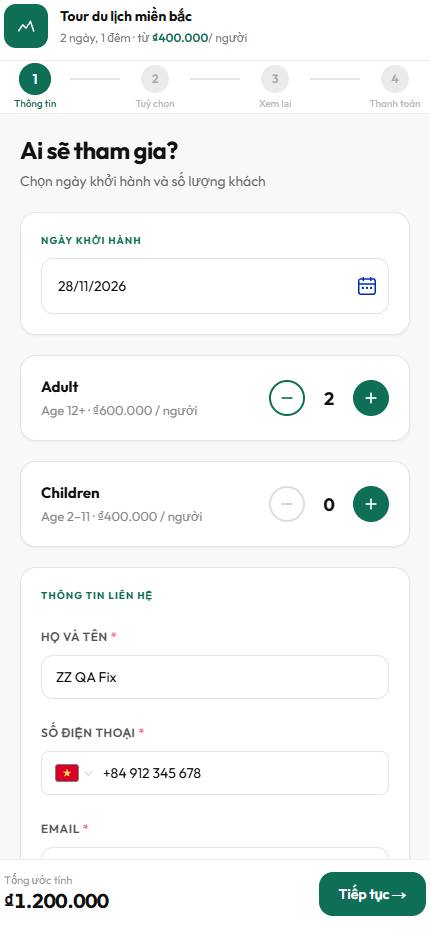 Tour du lịch miền bắc
2 ngày, 1 đêm · từ ₫400.000/ người
1
2
3
4
Thông tin
Tuỳ chọn
Xem lại
Thanh toán
Ai sẽ tham gia?
Chọn ngày khởi hành và số lượng khách
NGÀY KHỞI HÀNH
28/11/2026
Adult
Age 12+ · ₫600.000 / người
− 2 +
Children
Age 2–11 · ₫400.000 / người
− 0 +
THÔNG TIN LIÊN HỆ
HỌ VÀ TÊN *
ZZ QA Fix
SỐ ĐIỆN THOẠI *
+84 912 345 678
EMAIL *
Tổng ước tính
₫1.200.000
Tiếp tục →